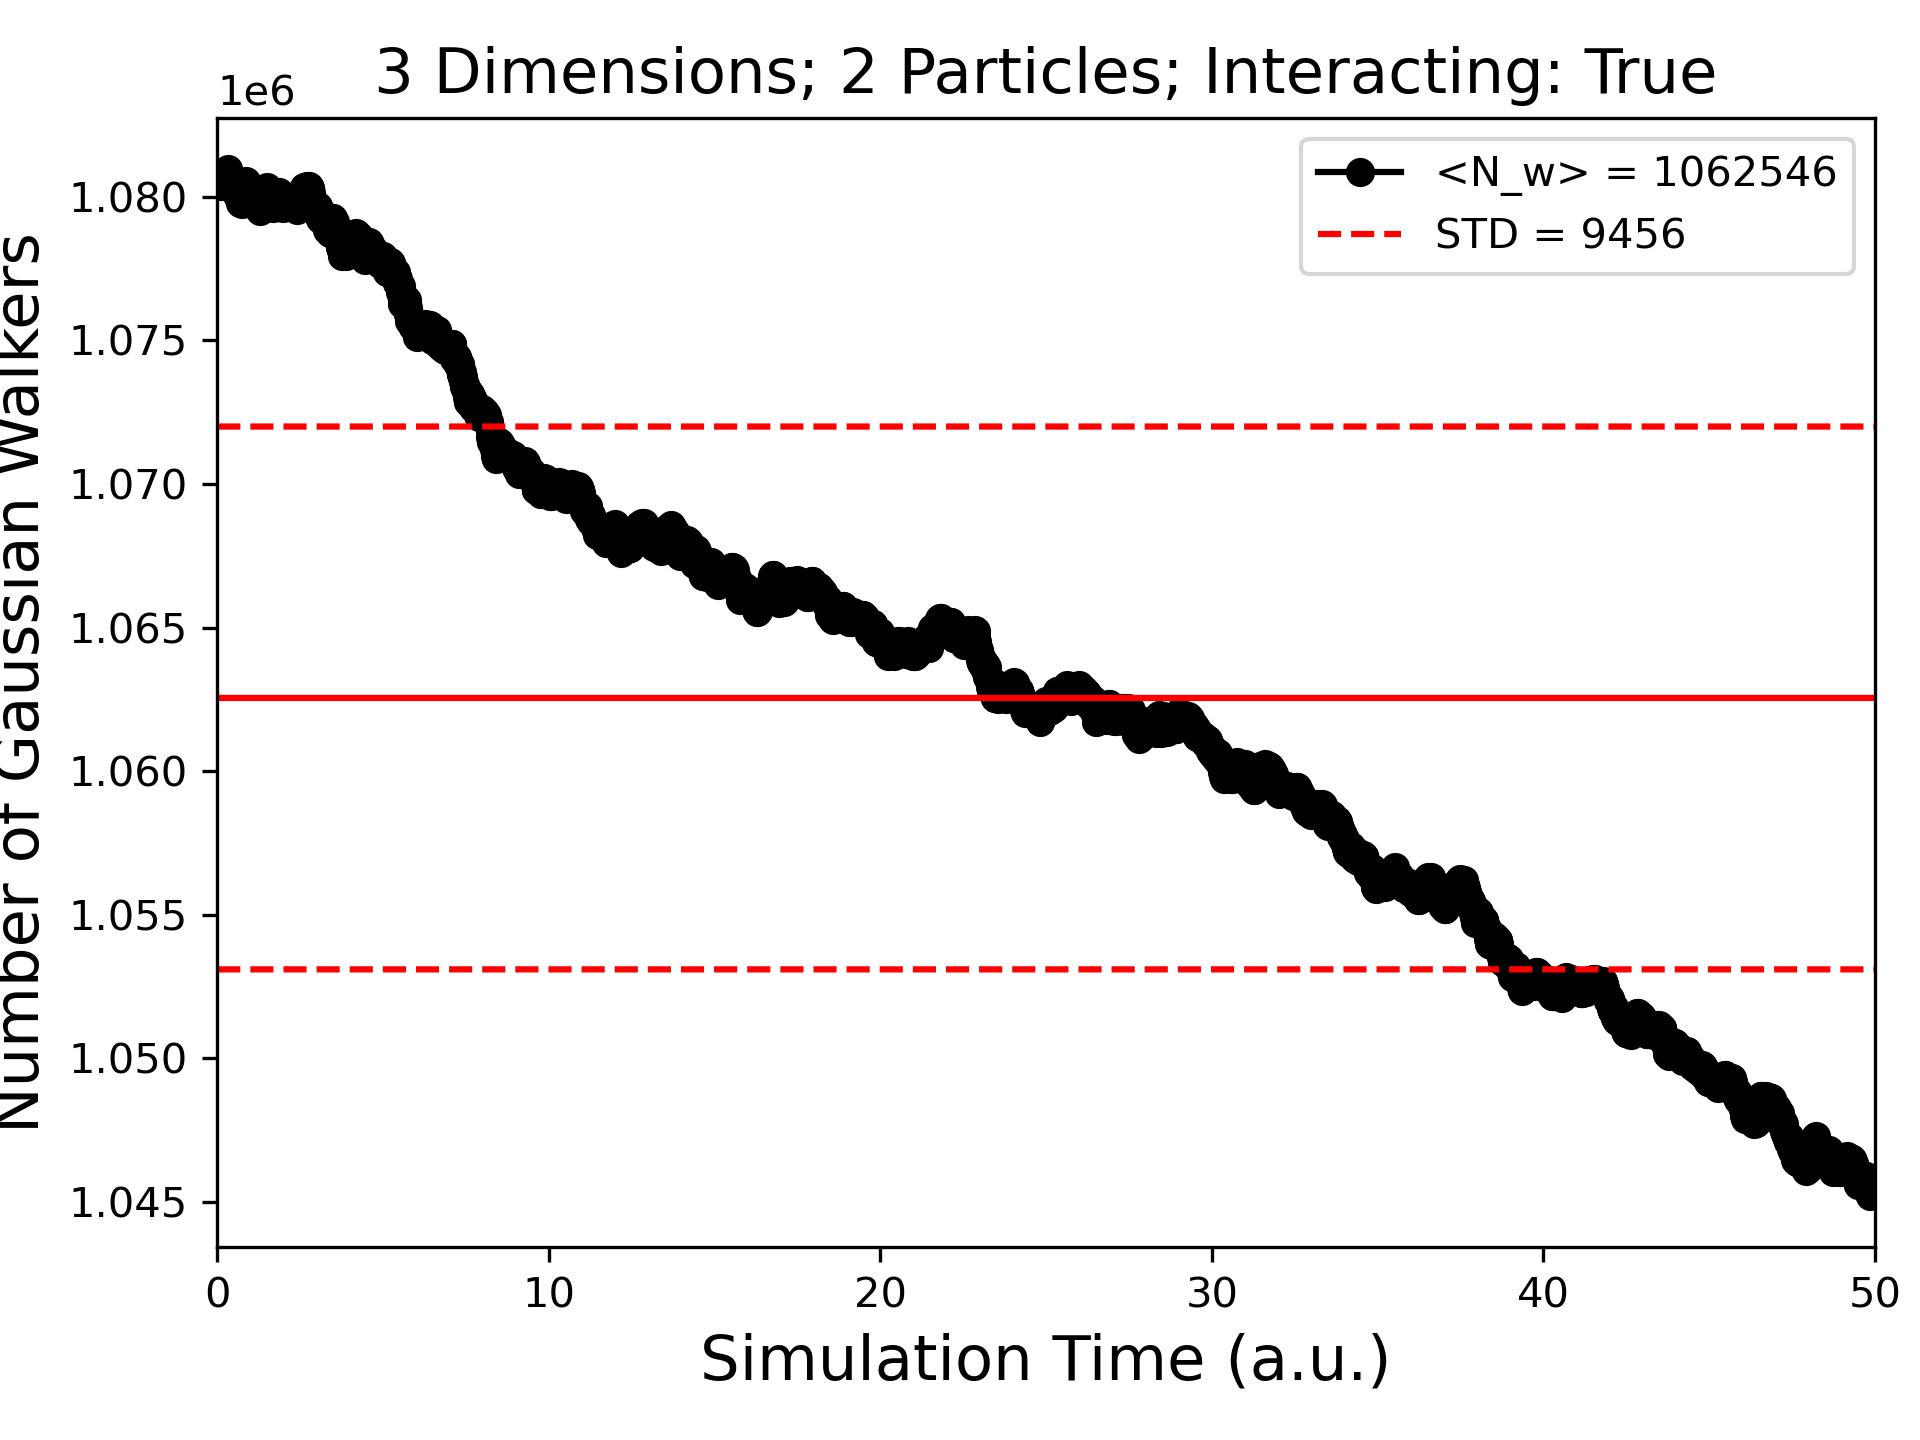 3 Dimensions; 2 Particles; Interacting: True
1e6
<N_w> = 1062546
STD = 9456
Number of Gaussian Walkers
1.080
1.075
1.070
1.065
1.060
1.055
1.050
1.045
0 10 20 30 40 50
Simulation Time (a.u.)